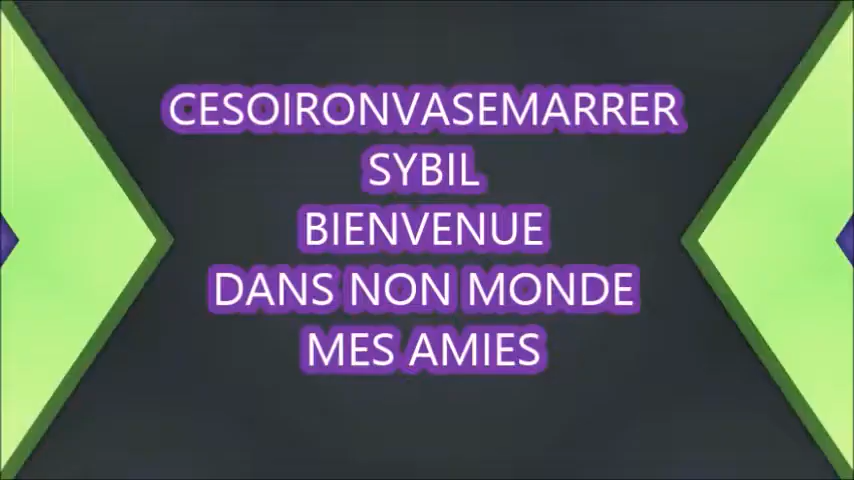 CESOIRONVASEMARRER
SYBIL
BIENVENUE
DANS NON MONDE
MES AMIES